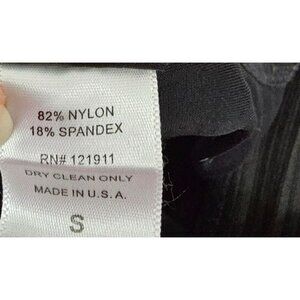 82% NYLON
18% SPANDEX
RN# 121911
DRY CLEAN ONLY
MADE IN U.S.A.
S